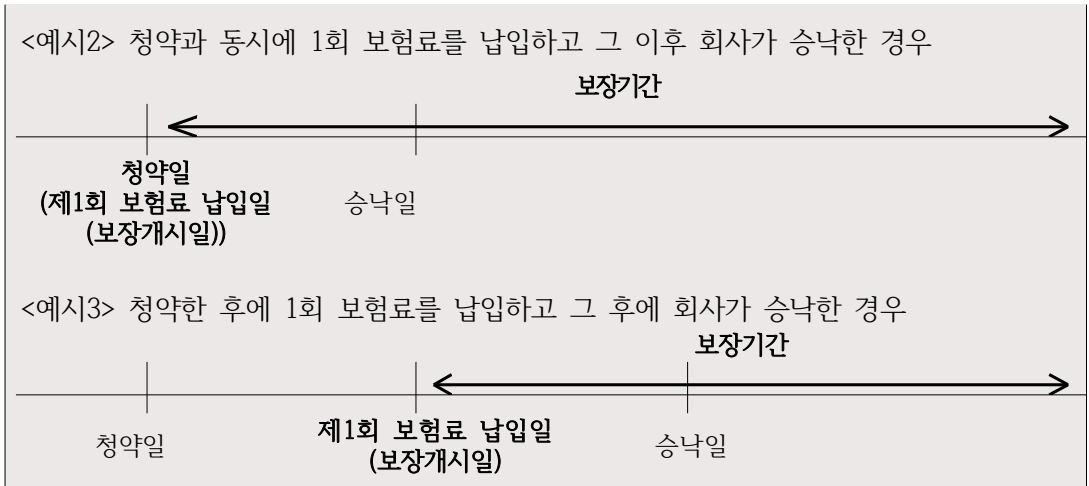 <예시2> 청약과 동시에 1회 보험료를 납입하고 그 이후 회사가 승낙한 경우
보장기간
청약일
(제1회 보험료 납입일
(보장개시일))
승낙일
<예시3> 청약한 후에 1회 보험료를 납입하고 그 후에 회사가 승낙한 경우
보장기간
청약일
제1회 보험료 납입일
(보장개시일)
승낙일